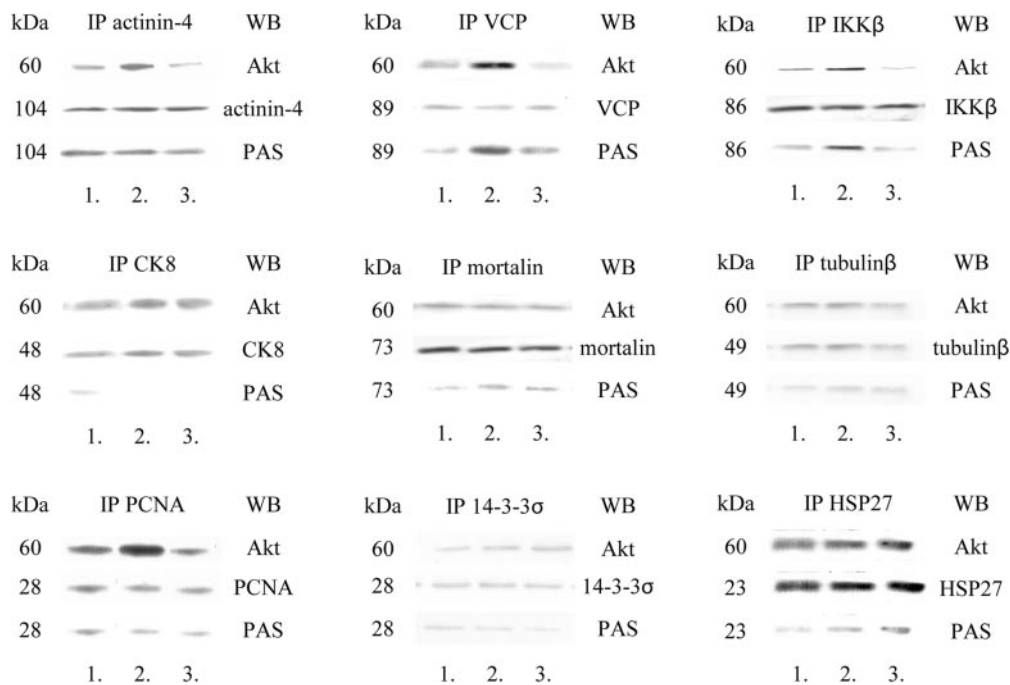 kDa IP actinin-4 WB
60 Akt
104 actinin-4
104 PAS
1. 2. 3.
kDa IP VCP WB
60 Akt
89 VCP
89 PAS
1. 2. 3.
kDa IP IKKβ WB
60 Akt
86 IKKβ
86 PAS
1. 2. 3.
kDa IP CK8 WB
60 Akt
48 CK8
48 PAS
1. 2. 3.
kDa IP mortalin WB
60 Akt
73 mortalin
73 PAS
1. 2. 3.
kDa IP tubulinβ WB
60 Akt
49 tubulinβ
49 PAS
1. 2. 3.
kDa IP PCNA WB
60 Akt
28 PCNA
28 PAS
1. 2. 3.
kDa IP 14-3-3σ WB
60 Akt
28 14-3-3σ
28 PAS
1. 2. 3.
kDa IP HSP27 WB
60 Akt
23 HSP27
23 PAS
1. 2. 3.